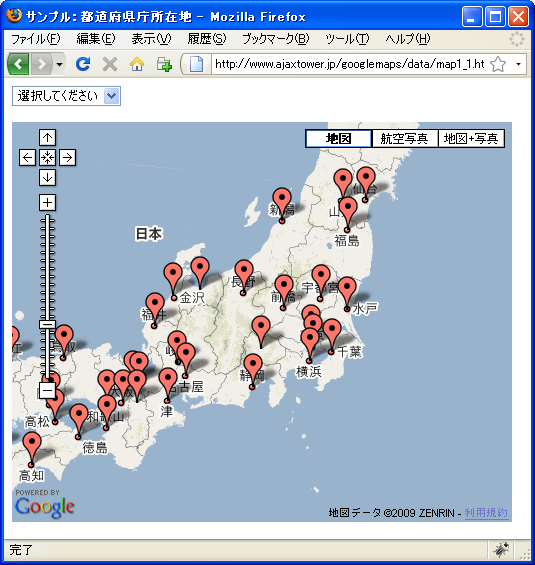 サンプル: 都道府県庁所在地 - Mozilla Firefox
ファイル(F) 編集(E) 表示(V) 履歴(S) ブックマーク(B) ツール(T) ヘルプ(H)
http://www.ajaxtower.jp/googlemaps/data/map1_1.ht
選択してください
地図 航空写真 地図+写真
仙台
新潟
福島
日本
長野
宇都宮
金沢
前橋
水戸
福井
千葉
横浜
静岡
名古屋
津
高松
徳島
高知
POWERED BY
Google
地図データ ©2009 ZENRIN - 利用規約
完了